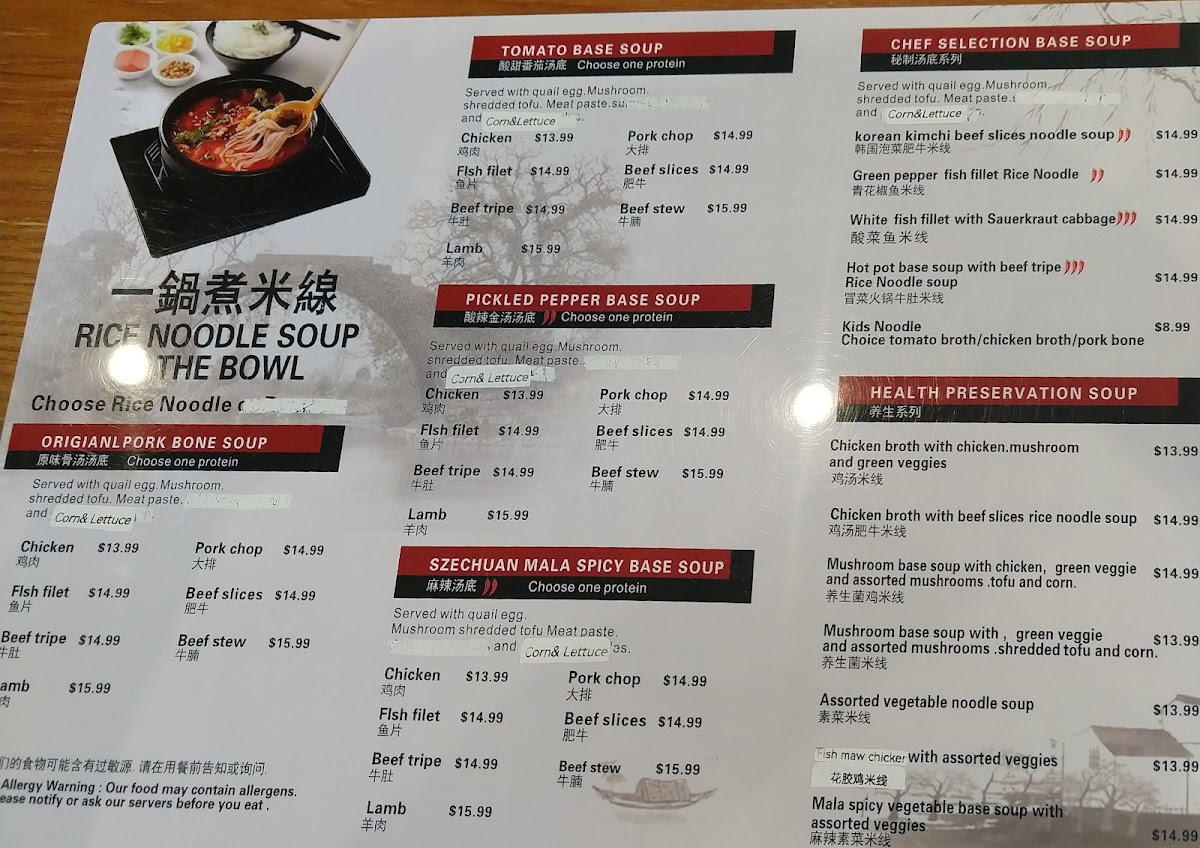 一鍋煮米線
RICE NOODLE SOUP
THE BOWL
Choose Rice Noodle
ORIGIANLPORK BONE SOUP
原味骨汤汤底 Choose one protein
Served with quail egg.Mushroom.
shredded tofu. Meat paste.
and Corn& Lettuce
Chicken $13.99 Pork chop $14.99
鸡肉 大排
FIsh filet $14.99 Beef slices $14.99
鱼片 肥牛
Beef tripe $14.99 Beef stew $15.99
牛肚 牛腩
amb $15.99
肉
们的食物可能含有过敏源. 请在用餐前告知或询问.
Allergy Warning : Our food may contain allergens.
ease notify or ask our servers before you eat .
TOMATO BASE SOUP
酸甜番茄汤底 Choose one protein
Served with quail egg.Mushroom.
shredded tofu. Meat paste.
and Corn&Lettuce
Chicken $13.99 Pork chop $14.99
鸡肉 大排
FIsh filet $14.99 Beef slices $14.99
鱼片 肥牛
Beef tripe $14.99 Beef stew $15.99
牛肚 牛腩
Lamb $15.99
羊肉
PICKLED PEPPER BASE SOUP
酸辣金汤汤底 Choose one protein
Served with quail egg.Mushroom.
shredded tofu. Meat paste.
and Corn& Lettuce
Chicken $13.99 Pork chop $14.99
鸡肉 大排
FIsh filet $14.99 Beef slices $14.99
鱼片 肥牛
Beef tripe $14.99 Beef stew $15.99
牛肚 牛腩
Lamb $15.99
羊肉
SZECHUAN MALA SPICY BASE SOUP
麻辣汤底 Choose one protein
Served with quail egg.
Mushroom shredded tofu Meat paste.
and Corn& Lettuce
Chicken $13.99 Pork chop $14.99
鸡肉 大排
FIsh filet $14.99 Beef slices $14.99
鱼片 肥牛
Beef tripe $14.99 Beef stew $15.99
牛肚 牛腩
Lamb $15.99
羊肉
CHEF SELECTION BASE SOUP
秘制汤底系列
Served with quail egg.Mushroom.
shredded tofu. Meat paste.
and Corn&Lettuce
korean kimchi beef slices noodle soup $14.99
韩国泡菜肥牛米线
Green pepper fish fillet Rice Noodle $14.99
青花椒鱼米线
White fish fillet with Sauerkraut cabbage $14.99
酸菜鱼米线
Hot pot base soup with beef tripe
Rice Noodle soup $14.99
冒菜火锅牛肚米线
Kids Noodle $8.99
Choice tomato broth/chicken broth/pork bone
HEALTH PRESERVATION SOUP
养生系列
Chicken broth with chicken.mushroom $13.99
and green veggies
鸡汤米线
Chicken broth with beef slices rice noodle soup $14.99
鸡汤肥牛米线
Mushroom base soup with chicken, green veggie $14.99
and assorted mushrooms .tofu and corn.
养生菌鸡米线
Mushroom base soup with , green veggie $13.99
and assorted mushrooms .shredded tofu and corn.
养生菌米线
Assorted vegetable noodle soup $13.99
素菜米线
Fish maw chicken with assorted veggies $13.99
花胶鸡米线
Mala spicy vegetable base soup with
assorted veggies $14.99
麻辣素菜米线